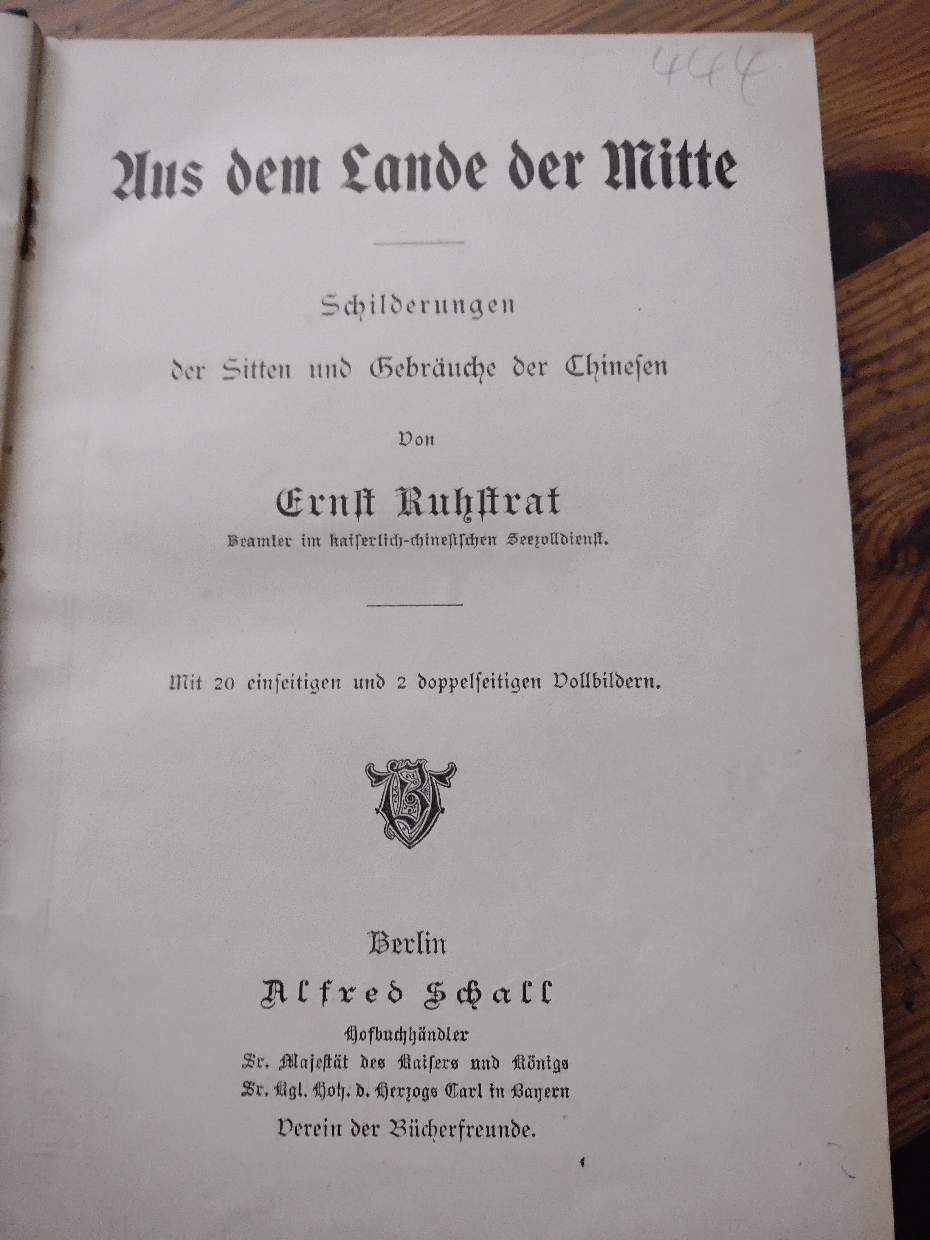 444
Aus dem Lande der Mitte
Schilderungen
der Sitten und Gebräuche der Chineſen
Von
Ernſt Ruhſtrat
Beamter im kaiſerlich-chineſiſchen Seezolldienſt.
Mit 20 einſeitigen und 2 doppelſeitigen Vollbildern.
Berlin
Alfred Schall
Hofbuchhändler
Sr. Majeſtät des Kaiſers und Königs
Sr. Kgl. Hoh. d. Herzogs Carl in Bayern
Verein der Bücherfreunde.